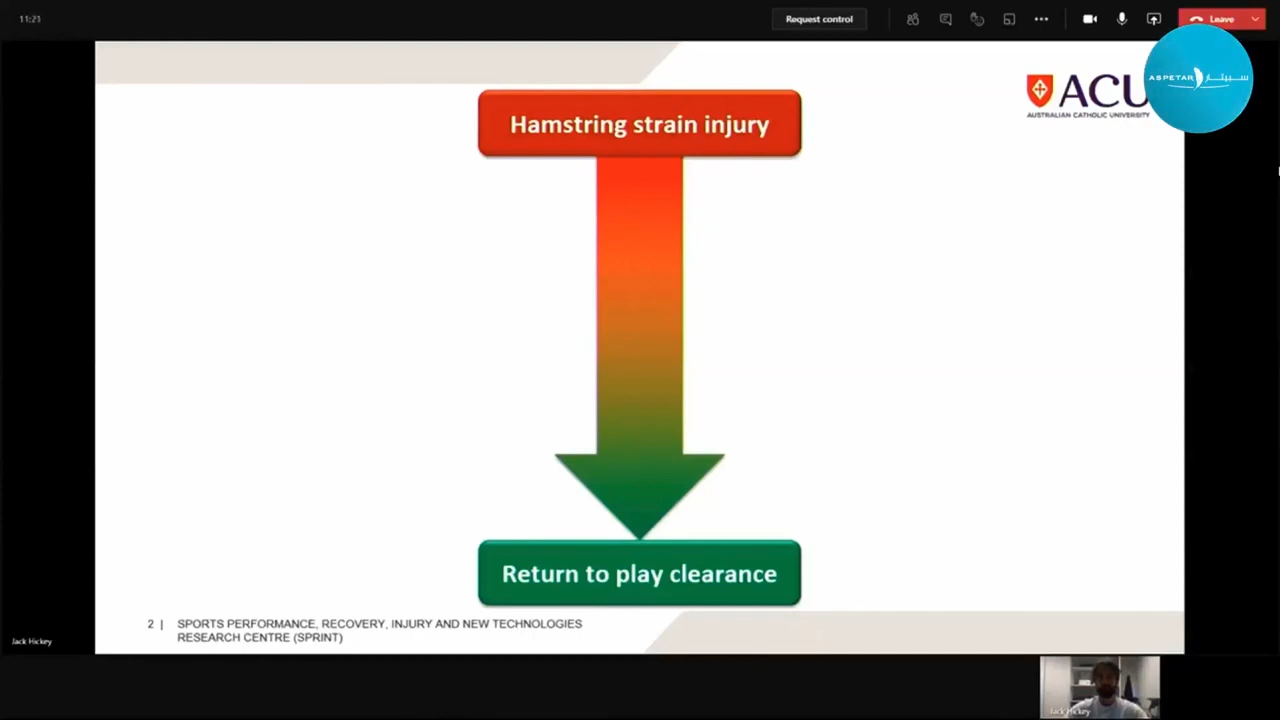 11:21
Request control
Leave
ACU
AUSTRALIAN CATHOLIC UNIVERSITY
ASPETAR سبيتار
Hamstring strain injury
Return to play clearance
2 | SPORTS PERFORMANCE, RECOVERY, INJURY AND NEW TECHNOLOGIES
RESEARCH CENTRE (SPRINT)
Jack Hickey
Jack Hickey